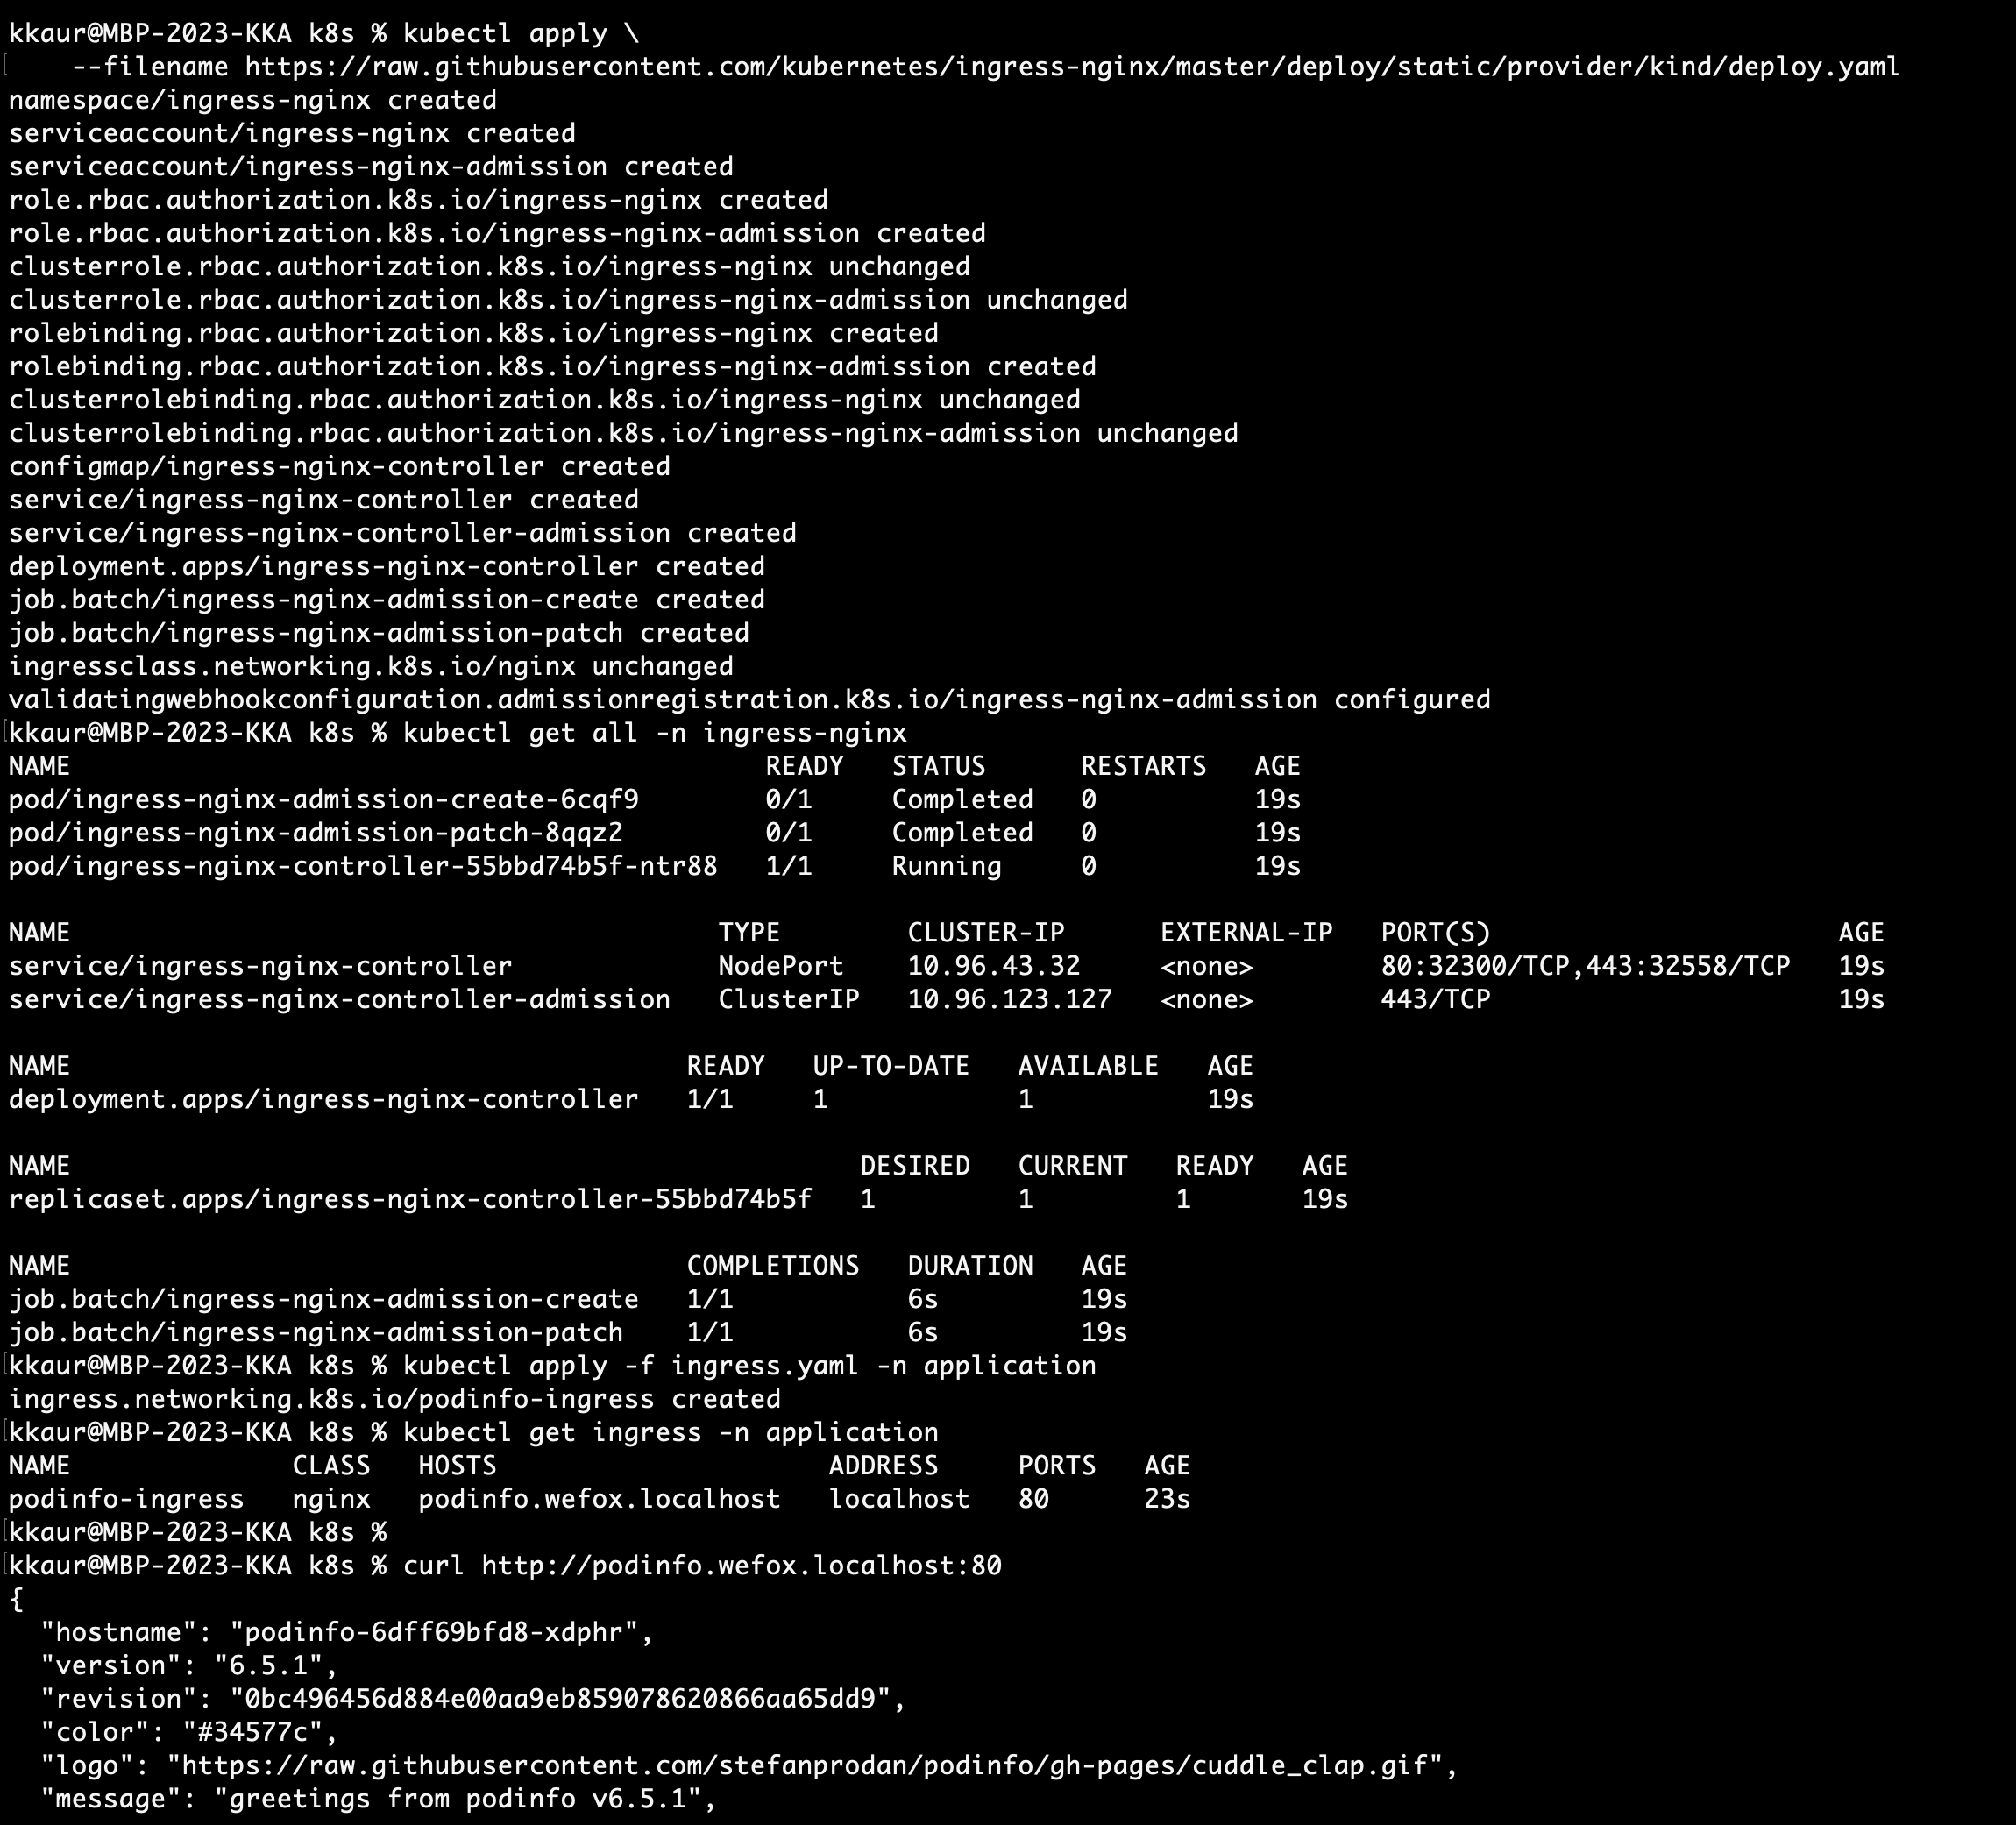 kkaur@MBP-2023-KKA k8s % kubectl apply \
    --filename https://raw.githubusercontent.com/kubernetes/ingress-nginx/master/deploy/static/provider/kind/deploy.yaml
namespace/ingress-nginx created
serviceaccount/ingress-nginx created
serviceaccount/ingress-nginx-admission created
role.rbac.authorization.k8s.io/ingress-nginx created
role.rbac.authorization.k8s.io/ingress-nginx-admission created
clusterrole.rbac.authorization.k8s.io/ingress-nginx unchanged
clusterrole.rbac.authorization.k8s.io/ingress-nginx-admission unchanged
rolebinding.rbac.authorization.k8s.io/ingress-nginx created
rolebinding.rbac.authorization.k8s.io/ingress-nginx-admission created
clusterrolebinding.rbac.authorization.k8s.io/ingress-nginx unchanged
clusterrolebinding.rbac.authorization.k8s.io/ingress-nginx-admission unchanged
configmap/ingress-nginx-controller created
service/ingress-nginx-controller created
service/ingress-nginx-controller-admission created
deployment.apps/ingress-nginx-controller created
job.batch/ingress-nginx-admission-create created
job.batch/ingress-nginx-admission-patch created
ingressclass.networking.k8s.io/nginx unchanged
validatingwebhookconfiguration.admissionregistration.k8s.io/ingress-nginx-admission configured
kkaur@MBP-2023-KKA k8s % kubectl get all -n ingress-nginx
NAME                                            READY   STATUS      RESTARTS   AGE
pod/ingress-nginx-admission-create-6cqf9        0/1     Completed   0          19s
pod/ingress-nginx-admission-patch-8qqz2         0/1     Completed   0          19s
pod/ingress-nginx-controller-55bbd74b5f-ntr88   1/1     Running     0          19s

NAME                                         TYPE        CLUSTER-IP      EXTERNAL-IP   PORT(S)                      AGE
service/ingress-nginx-controller             NodePort    10.96.43.32     <none>        80:32300/TCP,443:32558/TCP   19s
service/ingress-nginx-controller-admission   ClusterIP   10.96.123.127   <none>        443/TCP                      19s

NAME                                       READY   UP-TO-DATE   AVAILABLE   AGE
deployment.apps/ingress-nginx-controller   1/1     1            1           19s

NAME                                                  DESIRED   CURRENT   READY   AGE
replicaset.apps/ingress-nginx-controller-55bbd74b5f   1         1         1       19s

NAME                                       COMPLETIONS   DURATION   AGE
job.batch/ingress-nginx-admission-create   1/1           6s         19s
job.batch/ingress-nginx-admission-patch    1/1           6s         19s
kkaur@MBP-2023-KKA k8s % kubectl apply -f ingress.yaml -n application
ingress.networking.k8s.io/podinfo-ingress created
kkaur@MBP-2023-KKA k8s % kubectl get ingress -n application
NAME              CLASS   HOSTS                     ADDRESS     PORTS   AGE
podinfo-ingress   nginx   podinfo.wefox.localhost   localhost   80      23s
kkaur@MBP-2023-KKA k8s %
kkaur@MBP-2023-KKA k8s % curl http://podinfo.wefox.localhost:80
{
  "hostname": "podinfo-6dff69bfd8-xdphr",
  "version": "6.5.1",
  "revision": "0bc496456d884e00aa9eb859078620866aa65dd9",
  "color": "#34577c",
  "logo": "https://raw.githubusercontent.com/stefanprodan/podinfo/gh-pages/cuddle_clap.gif",
  "message": "greetings from podinfo v6.5.1",